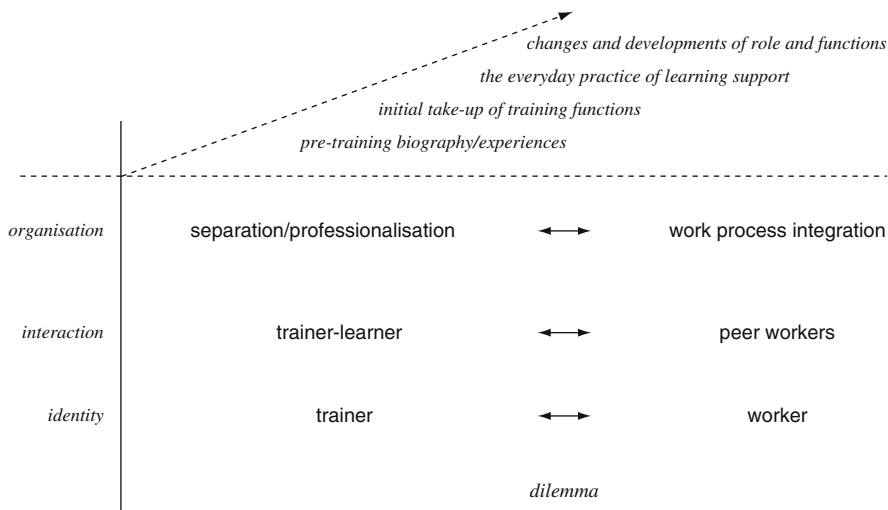 changes and developments of role and functions
the everyday practice of learning support
initial take-up of training functions
pre-training biography/experiences
organisation separation/professionalisation work process integration
interaction trainer-learner peer workers
identity trainer worker
dilemma